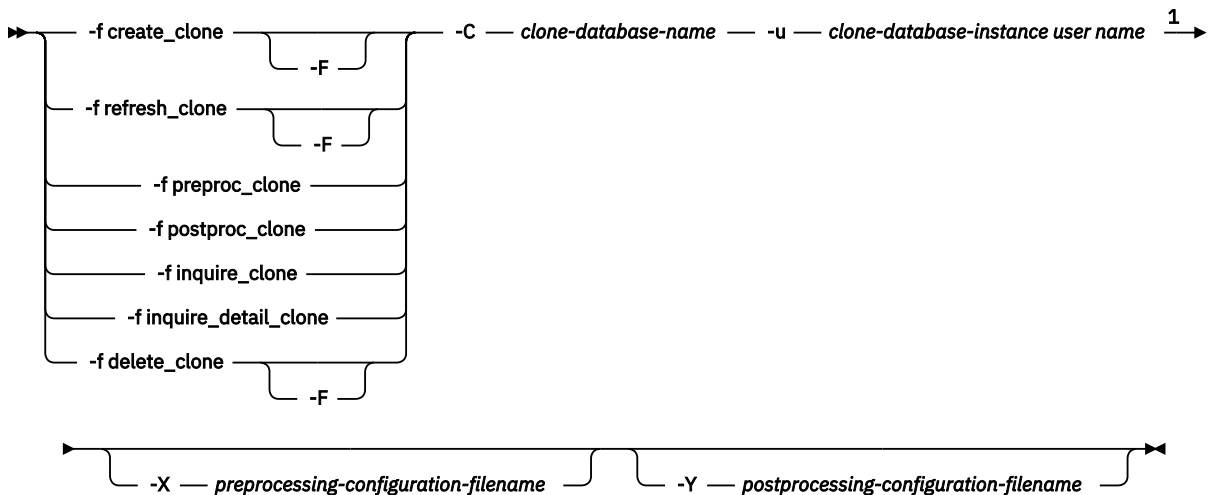 -f create_clone
-F
-C clone-database-name -u clone-database-instance user name 1
-f refresh_clone
-F
-f preproc_clone
-f postproc_clone
-f inquire_clone
-f inquire_detail_clone
-f delete_clone
-F
-X preprocessing-configuration-filename -Y postprocessing-configuration-filename